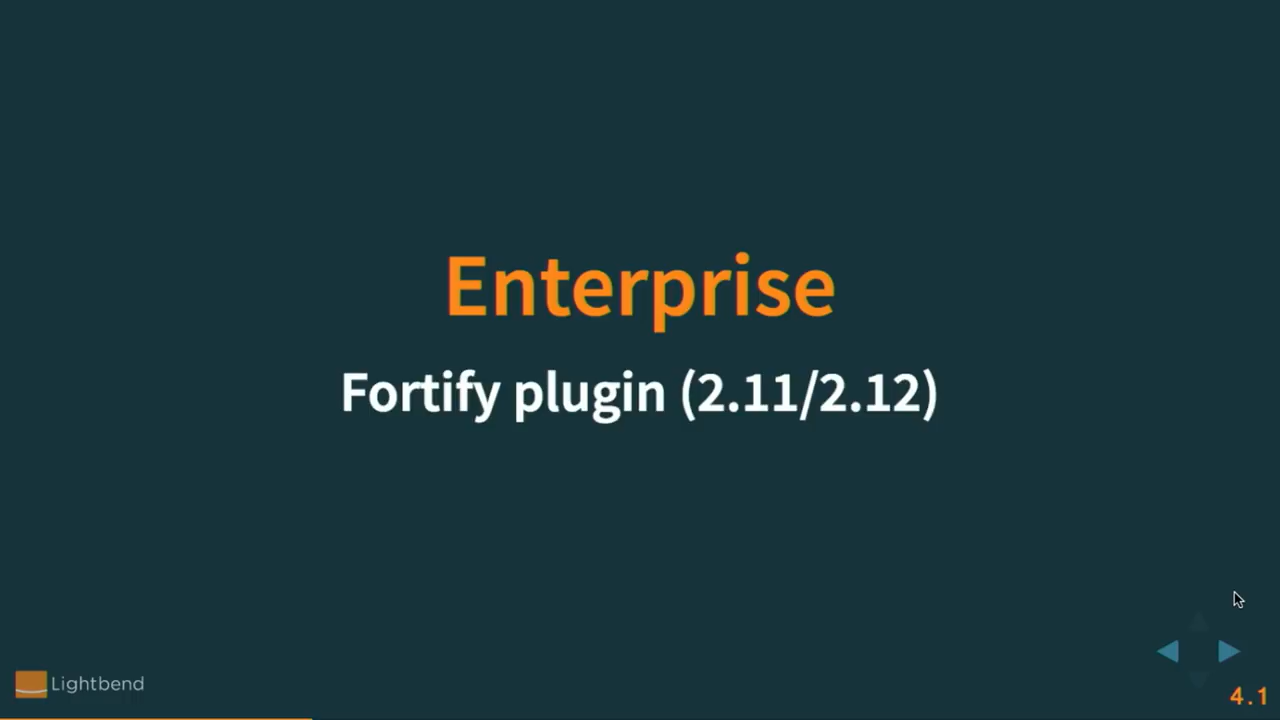 Enterprise
Fortify plugin (2.11/2.12)
Lightbend
4.1